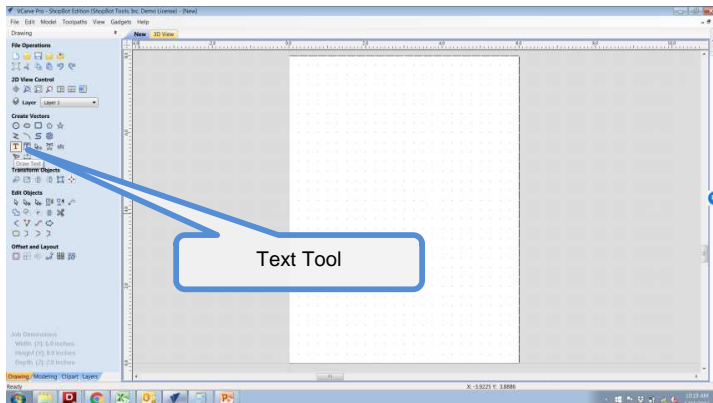 VCarve Pro - ShopBot Edition (ShopBot Tools, Inc. Demo License) - [New]
File Edit Model Toolpaths View Gadgets Help
Drawing
New 3D View
File Operations
2D View Control
Layer Layer 1
Create Vectors
Draw Text
Transform Objects
Edit Objects
Offset and Layout
Text Tool
Job Dimensions
Width (X): 6.0 inches
Height (Y): 8.0 inches
Depth (Z): 2.0 inches
Drawing Modeling Clipart Layers
Ready
X: -3.9225 Y: 3.8886
10:23 AM